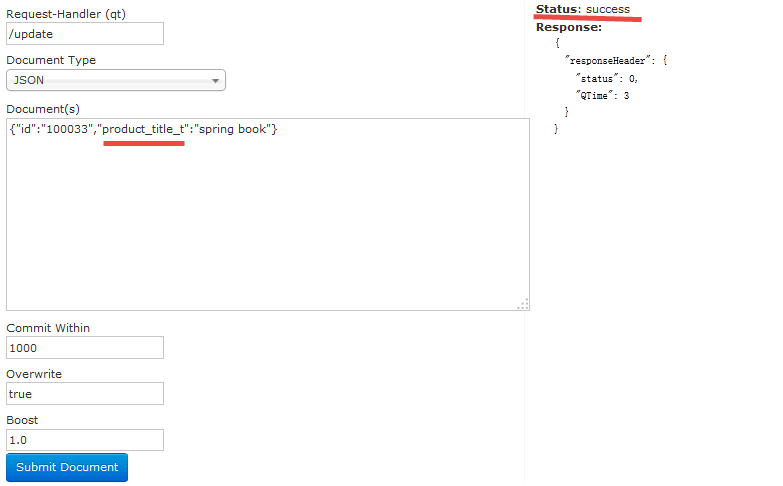 Request-Handler (qt)
/update
Document Type
JSON
Document(s)
{"id":"100033","product_title_t":"spring book"}
Commit Within
1000
Overwrite
true
Boost
1.0
Submit Document
Status: success
Response:
{
"responseHeader": {
"status": 0,
"QTime": 3
}
}